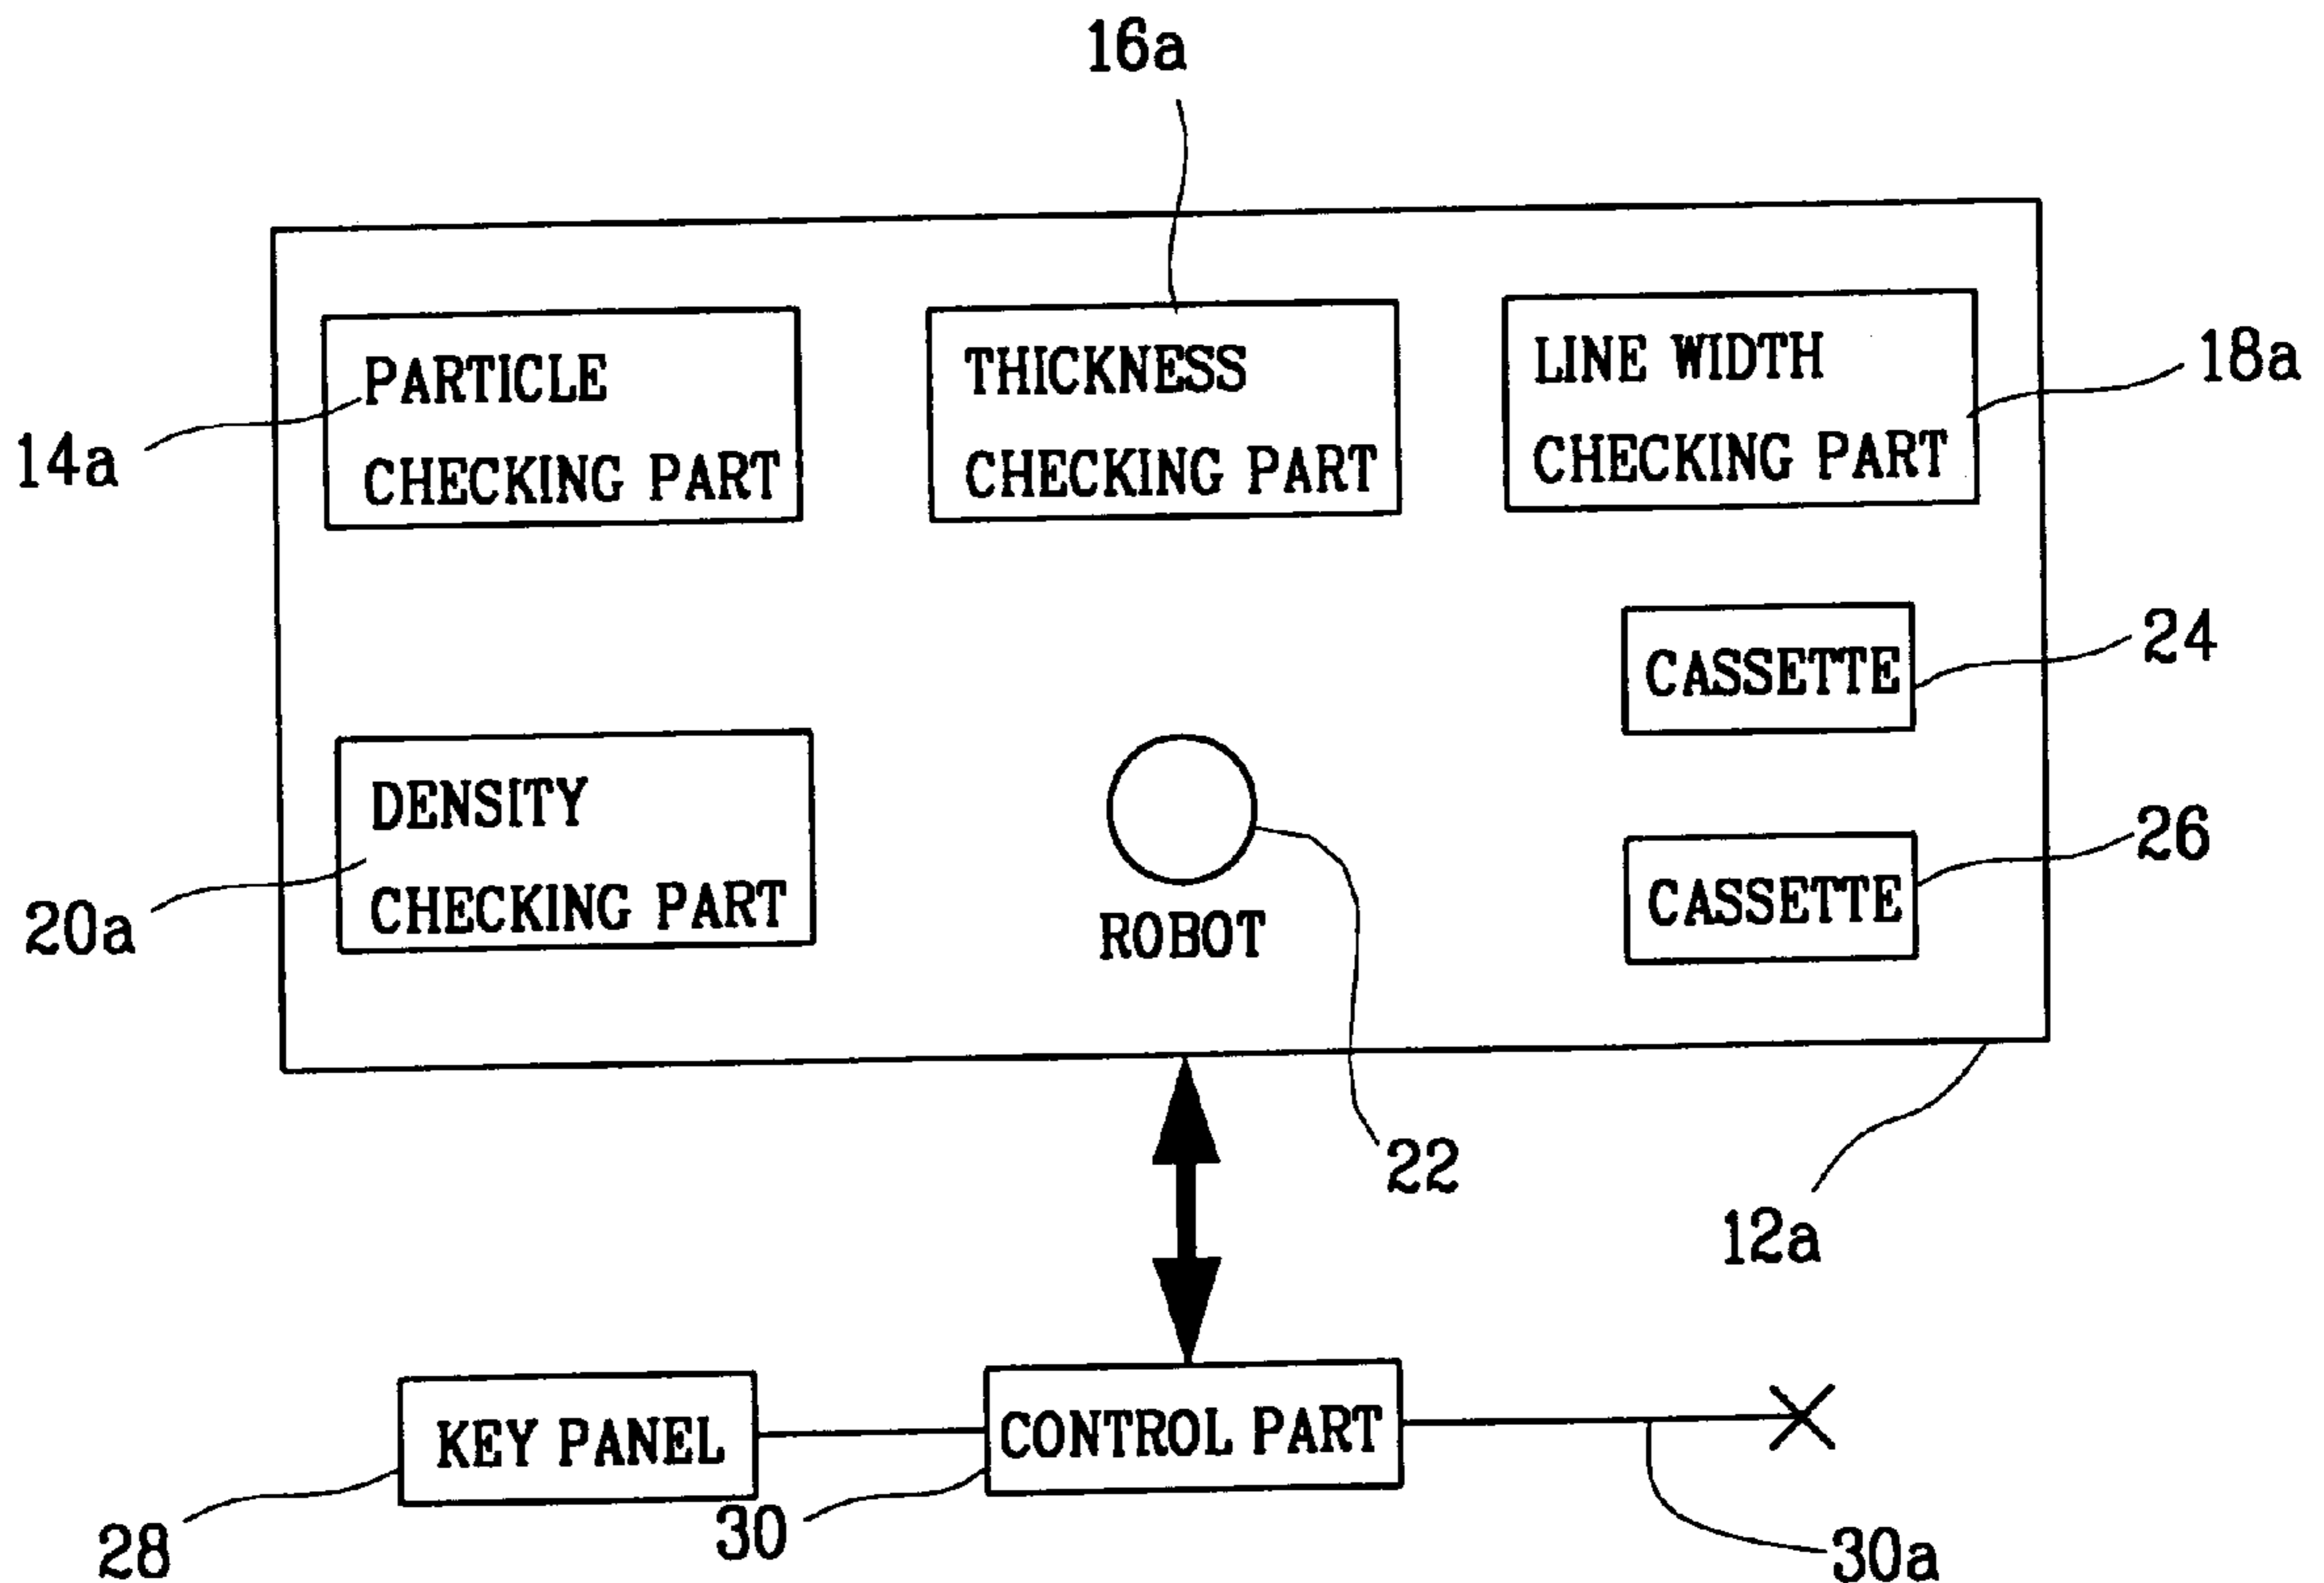 16a
PARTICLE
CHECKING PART
THICKNESS
CHECKING PART
LINE WIDTH
CHECKING PART
18a
14a
CASSETTE
24
DENSITY
CHECKING PART
20a
ROBOT
CASSETTE
26
22
12a
KEY PANEL
CONTROL PART
28
30
30a